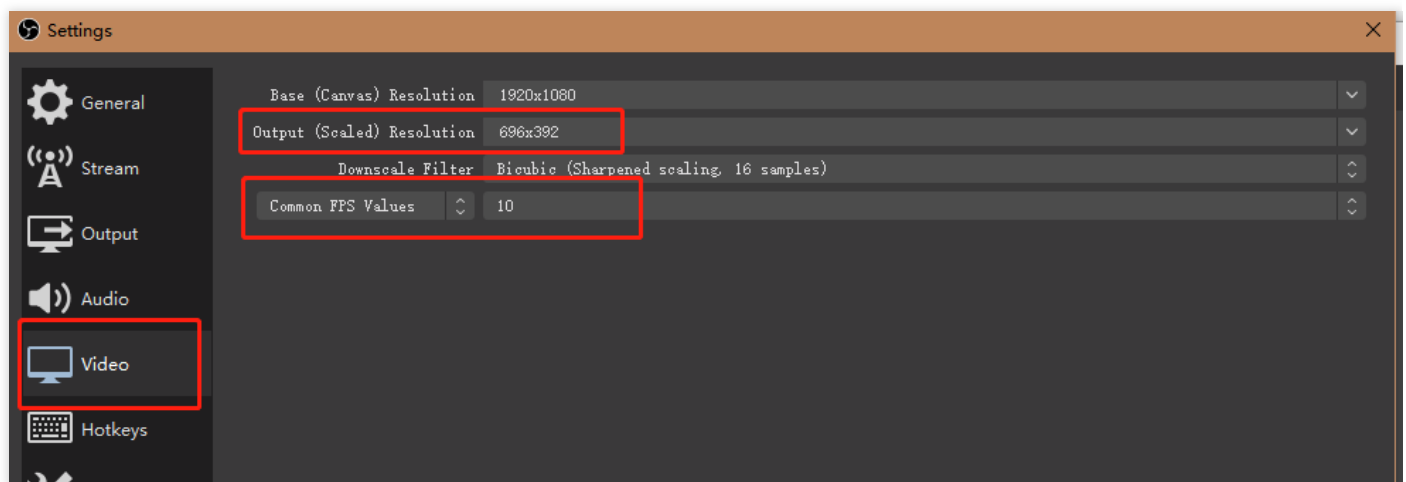 Settings
General
Stream
Output
Audio
Video
Hotkeys
Base (Canvas) Resolution 1920x1080
Output (Scaled) Resolution 696x392
Downscale Filter Bicubic (Sharpened scaling, 16 samples)
Common FPS Values 10